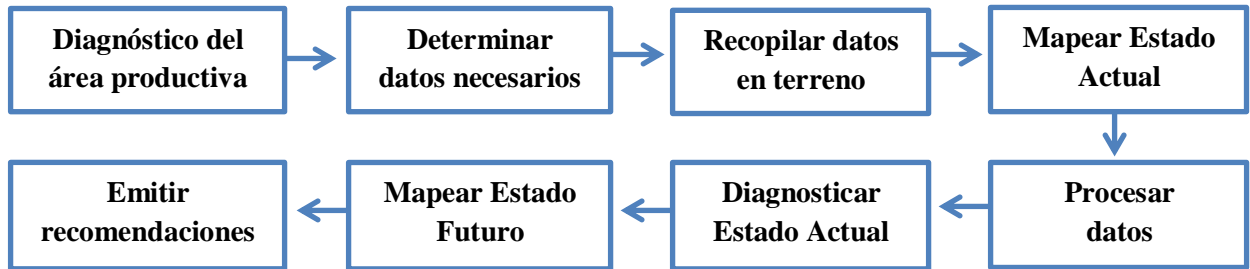 Diagnóstico del
área productiva
Determinar
datos necesarios
Recopilar datos
en terreno
Mapear Estado
Actual
Procesar
datos
Diagnosticar
Estado Actual
Mapear Estado
Futuro
Emitir
recomendaciones